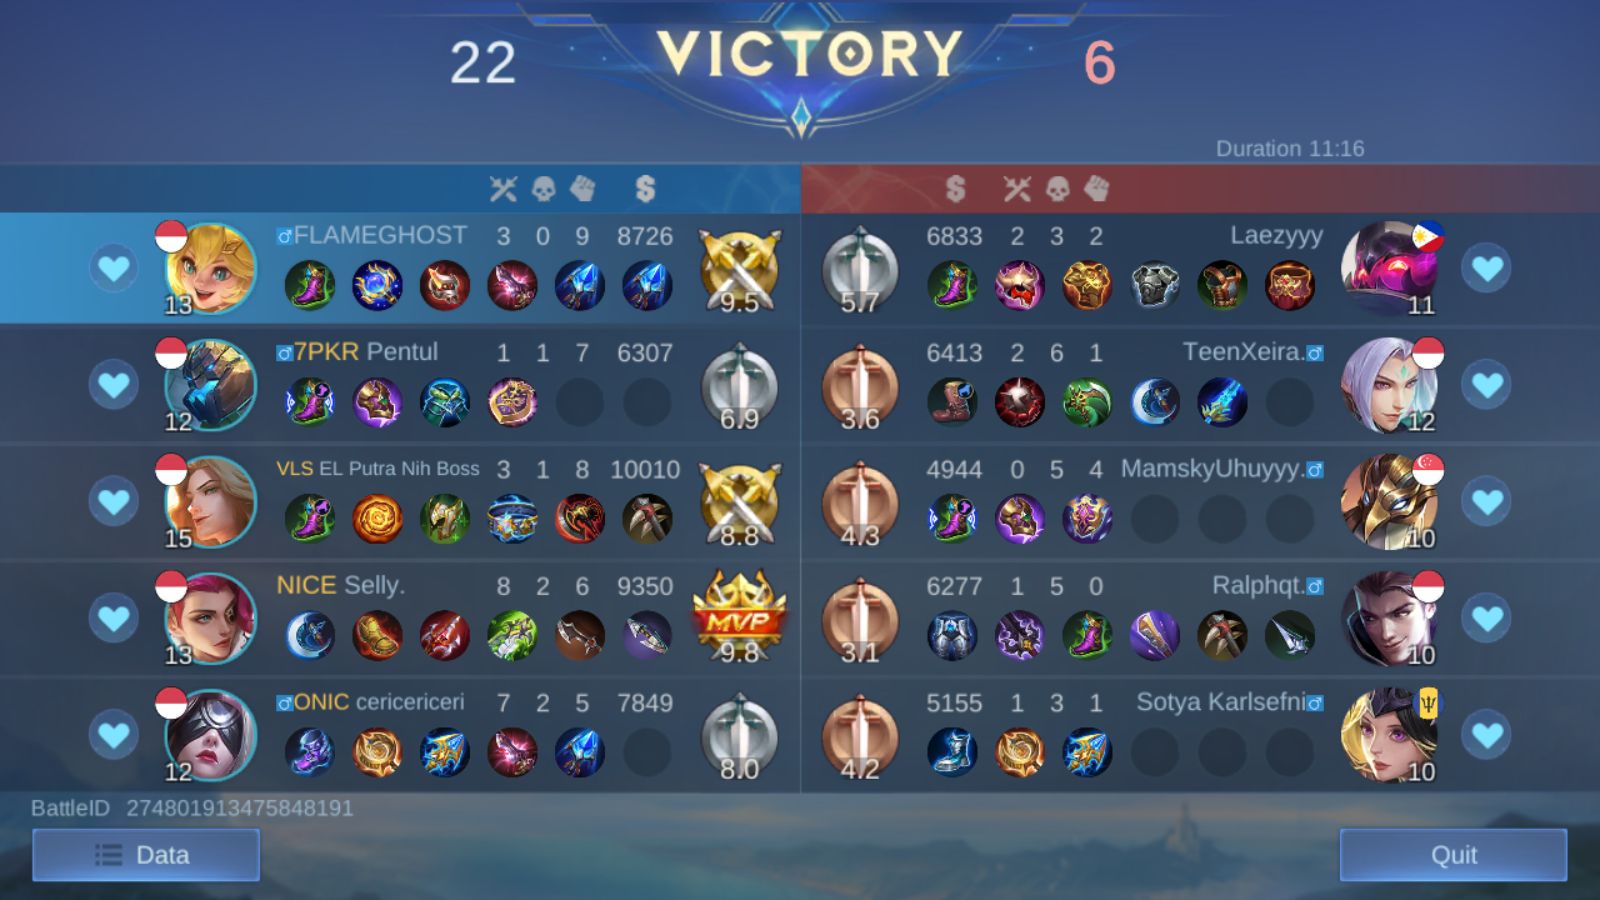 22 VICTORY 6
Duration 11:16
♂FLAMEGHOST 3 0 9 8726
13 9.5
6833 2 3 2 Laezyyy
5.7 11
♂7PKR Pentul 1 1 7 6307
12 6.9
6413 2 6 1 TeenXeira.♂
3.6 12
VLS EL Putra Nih Boss 3 1 8 10010
15 8.8
4944 0 5 4 MamskyUhuyyy.♂
4.3 10
NICE Selly. 8 2 6 9350
MVP
13 9.8
6277 1 5 0 Ralphqt.♂
3.1 10
♂ONIC cericericeri 7 2 5 7849
12 8.0
5155 1 3 1 Sotya Karlsefni♂
4.2 10
BattleID 274801913475848191
Data
Quit